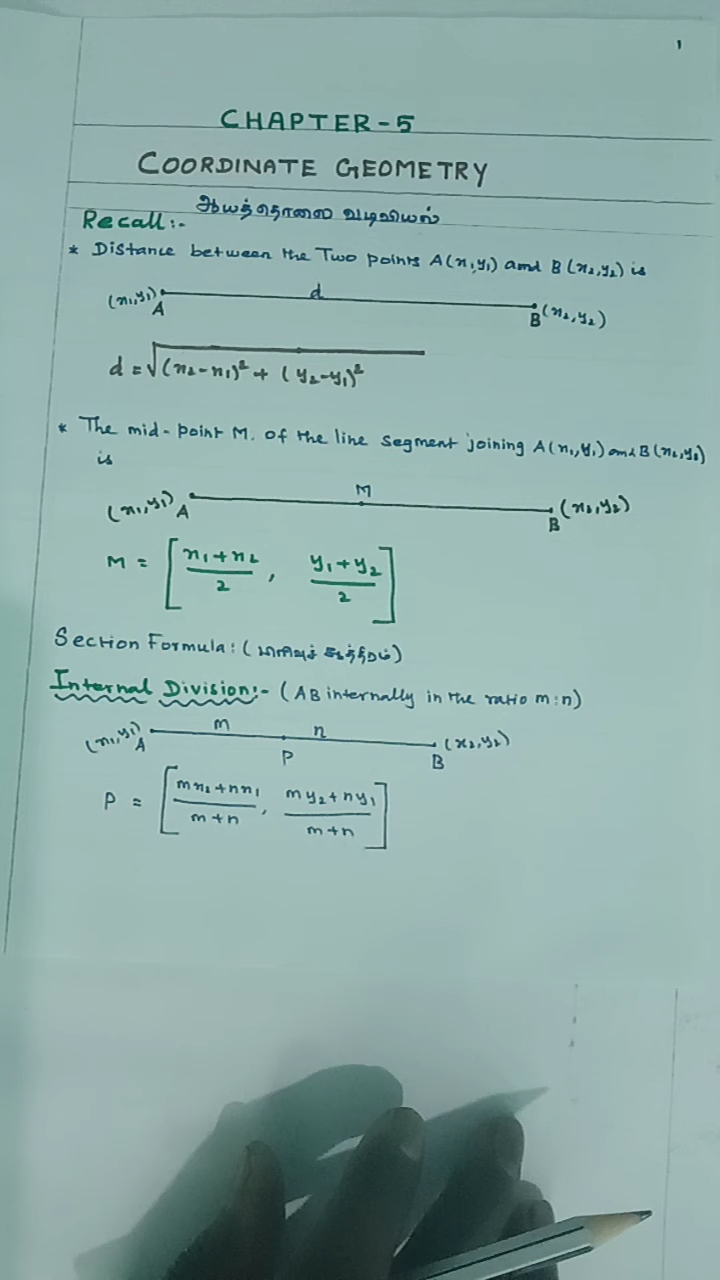 1
CHAPTER-5
COORDINATE GEOMETRY
ஆயத்தொலை வடிவியல்
Recall:-
* Distance between the Two points A(x₁,y₁) and B(x₂,y₂) is
(x₁,y₁) A d B (x₂,y₂)
d = √(x₂-x₁)² + (y₂-y₁)²
* The mid-point M. of the line segment joining A(x₁,y₁) and B(x₂,y₂)
is
(x₁,y₁) A M B (x₂,y₂)
M = [x₁+x₂/2, y₁+y₂/2]
Section Formula: (பிரிவுச் சூத்திரம்)
Internal Division:- (AB internally in the ratio m:n)
(x₁,y₁) A m P n B (x₂,y₂)
P = [mx₂+nx₁/m+n, my₂+ny₁/m+n]